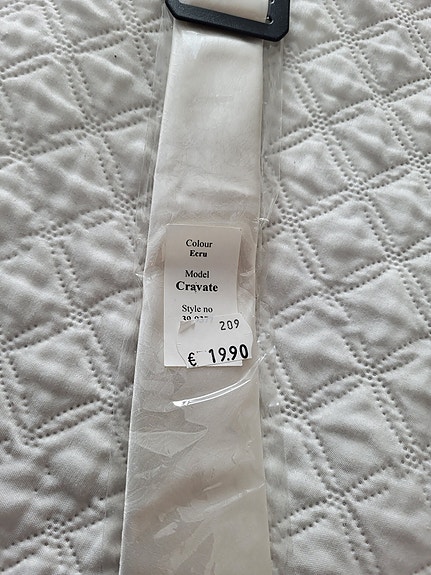 Colour
Ecru
Model
Cravate
Style no
209
€ 19.90